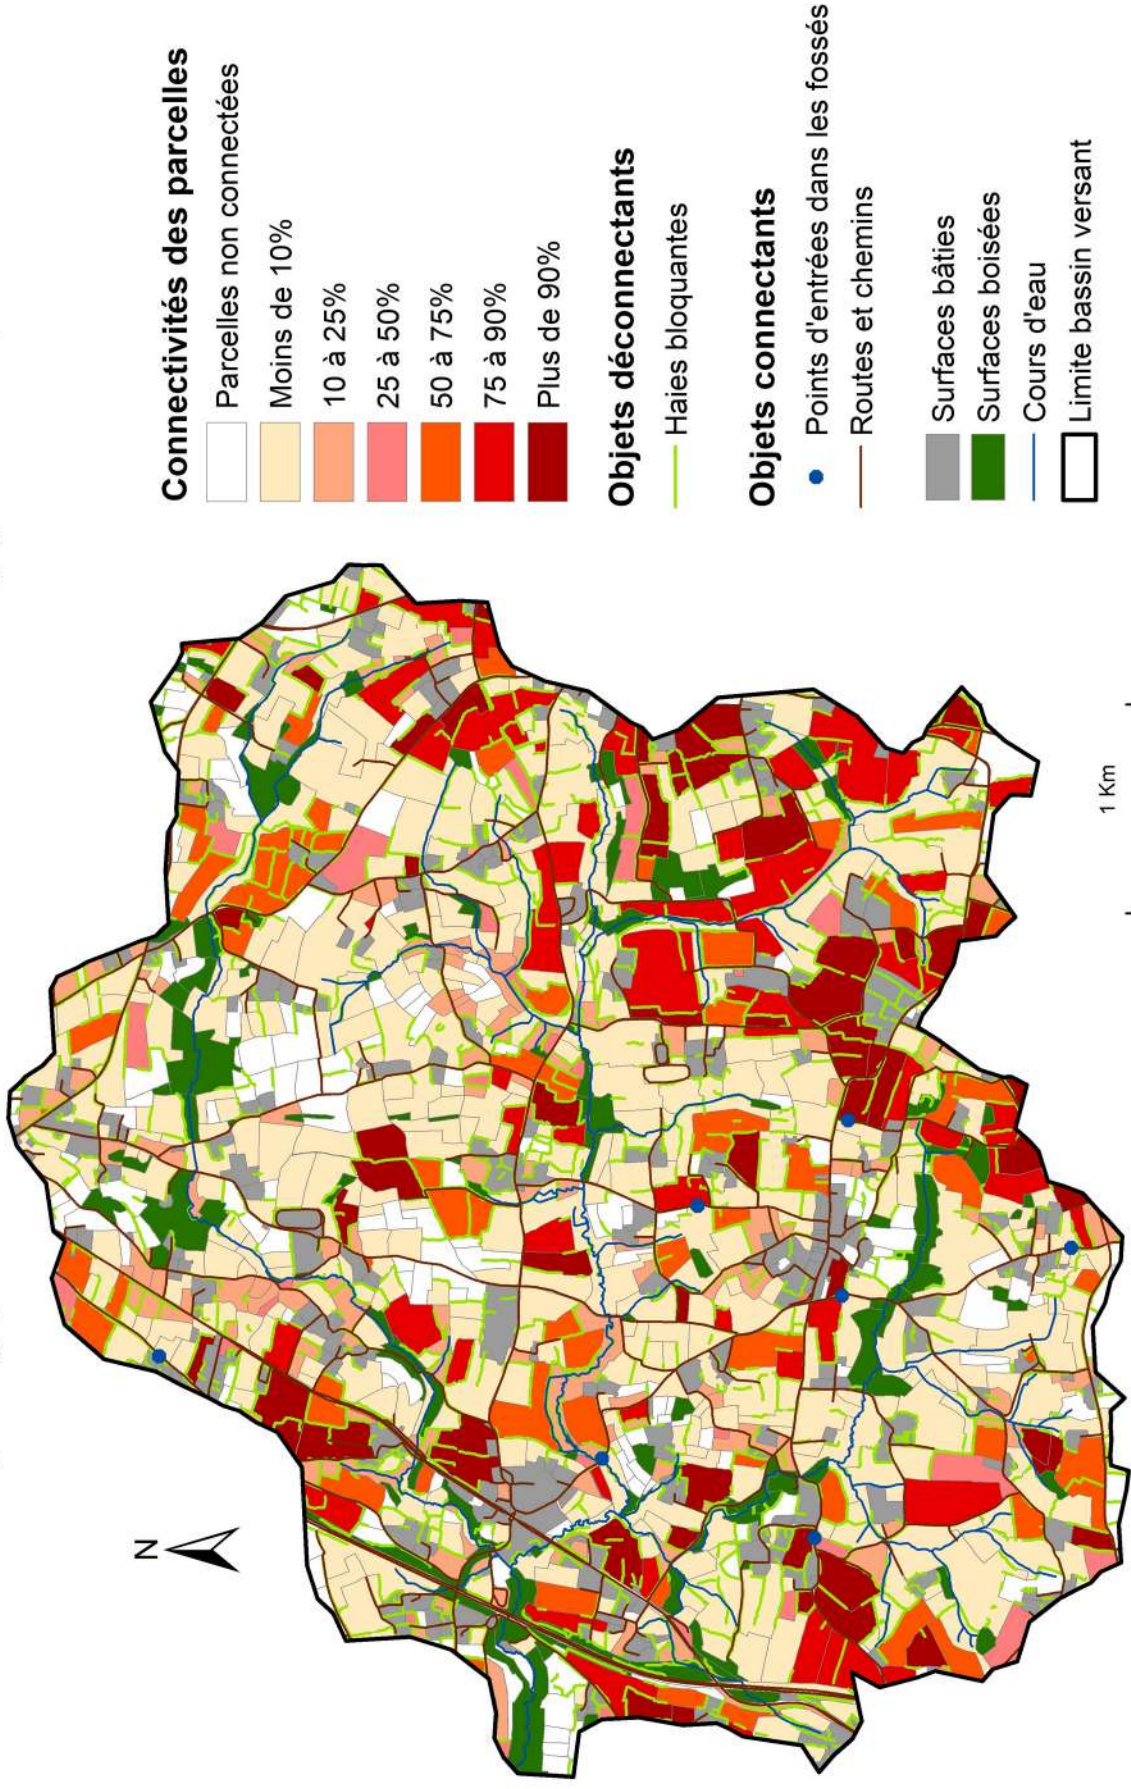 N
1 Km
Connectivités des parcelles
Parcelles non connectées
Moins de 10%
10 à 25%
25 à 50%
50 à 75%
75 à 90%
Plus de 90%
Objets déconnectants
Haies bloquantes
Objets connectants
Points d'entrées dans les fossés
Routes et chemins
Surfaces bâties
Surfaces boisées
Cours d'eau
Limite bassin versant